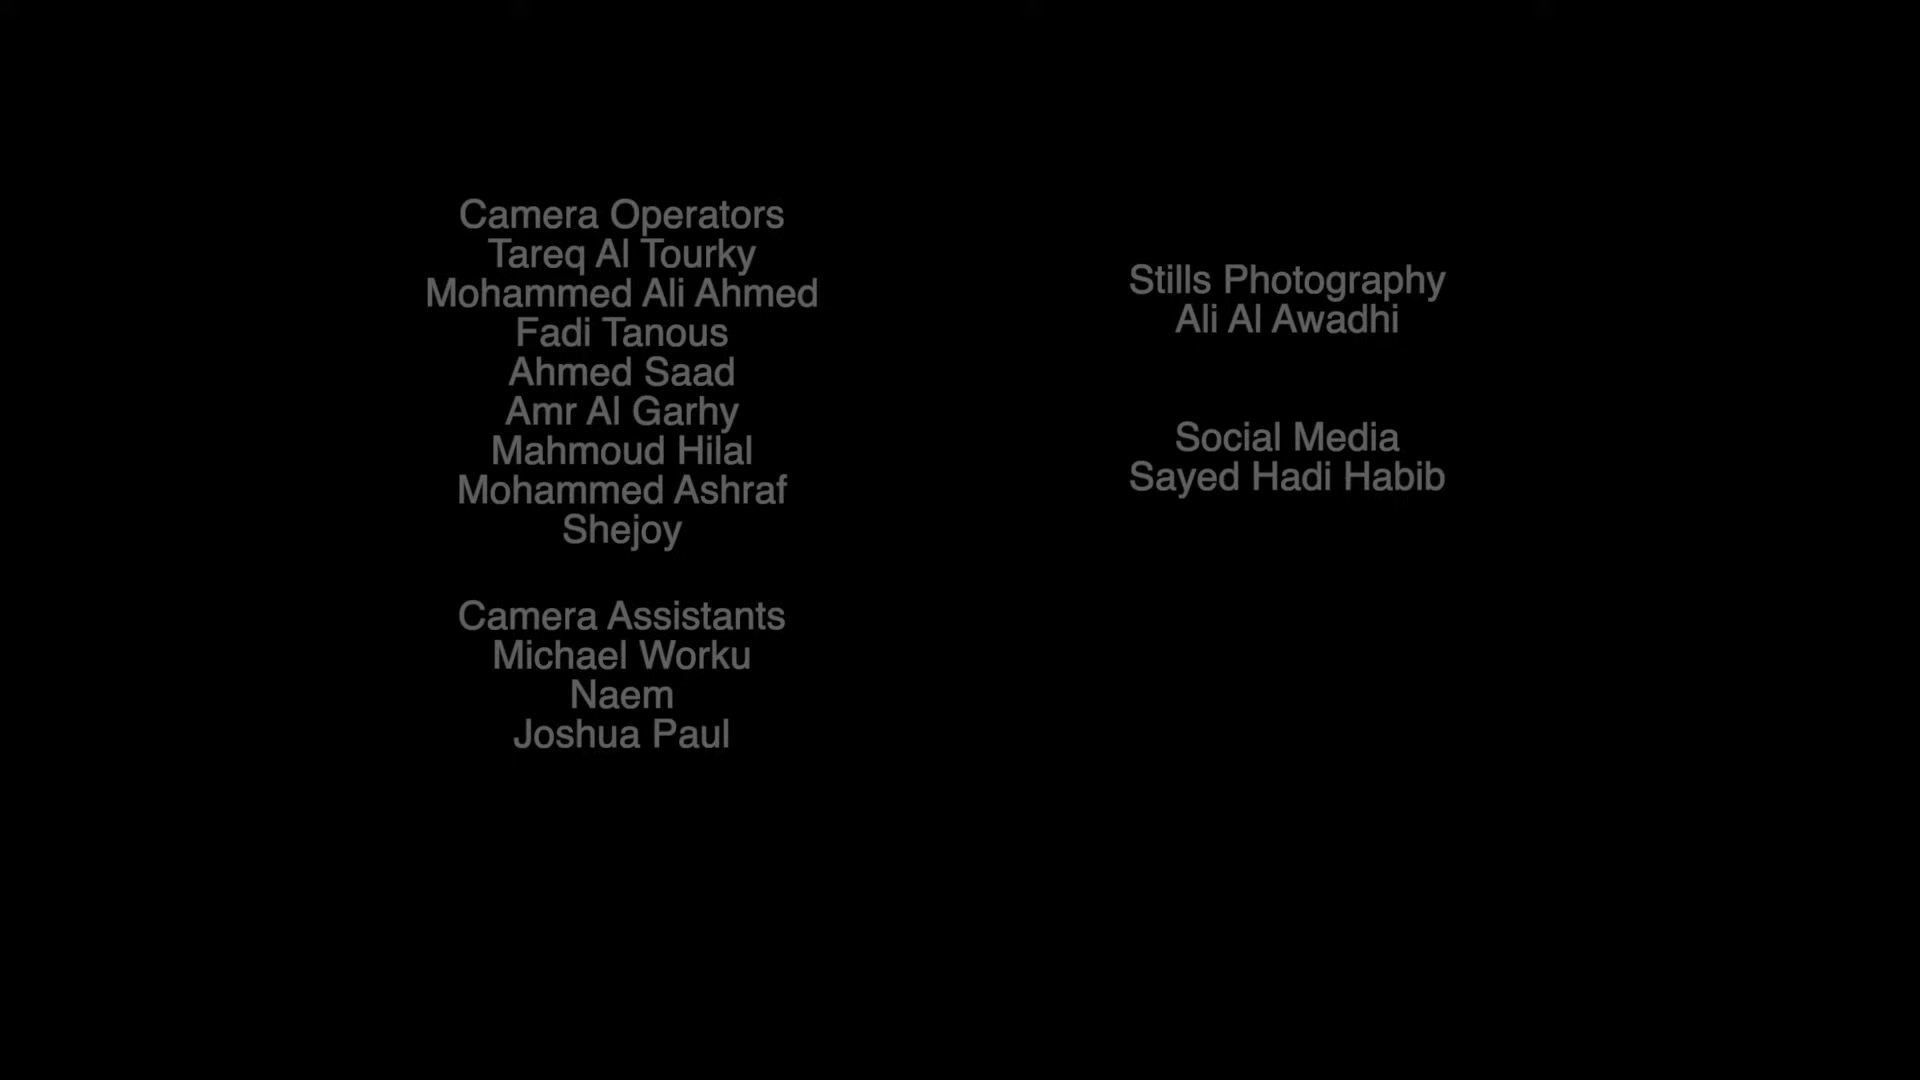 Camera Operators
Tareq Al Tourky
Mohammed Ali Ahmed
Fadi Tanous
Ahmed Saad
Amr Al Garhy
Mahmoud Hilal
Mohammed Ashraf
Shejoy
Camera Assistants
Michael Worku
Naem
Joshua Paul
Stills Photography
Ali Al Awadhi
Social Media
Sayed Hadi Habib